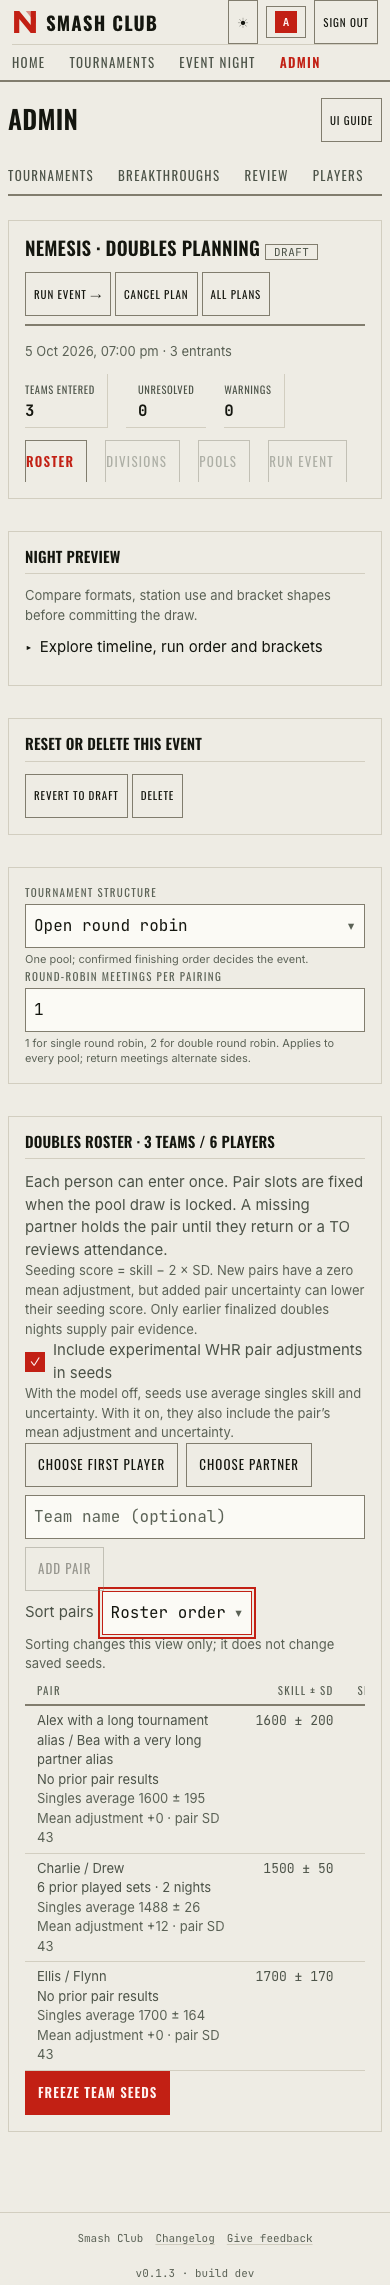 N SMASH CLUB
A
SIGN OUT
HOME TOURNAMENTS EVENT NIGHT ADMIN
ADMIN
UI GUIDE
TOURNAMENTS BREAKTHROUGHS REVIEW PLAYERS
NEMESIS · DOUBLES PLANNING DRAFT
RUN EVENT → CANCEL PLAN ALL PLANS
5 Oct 2026, 07:00 pm · 3 entrants
TEAMS ENTERED UNRESOLVED WARNINGS
3 0 0
ROSTER DIVISIONS POOLS RUN EVENT
NIGHT PREVIEW
Compare formats, station use and bracket shapes
before committing the draw.
▸ Explore timeline, run order and brackets
RESET OR DELETE THIS EVENT
REVERT TO DRAFT DELETE
TOURNAMENT STRUCTURE
Open round robin ▾
One pool; confirmed finishing order decides the event.
ROUND-ROBIN MEETINGS PER PAIRING
1
1 for single round robin, 2 for double round robin. Applies to
every pool; return meetings alternate sides.
DOUBLES ROSTER · 3 TEAMS / 6 PLAYERS
Each person can enter once. Pair slots are fixed
when the pool draw is locked. A missing
partner holds the pair until they return or a TO
reviews attendance.
Seeding score = skill − 2 × SD. New pairs have a zero
mean adjustment, but added pair uncertainty can lower
their seeding score. Only earlier finalized doubles
nights supply pair evidence.
Include experimental WHR pair adjustments
in seeds
With the model off, seeds use average singles skill and
uncertainty. With it on, they also include the pair's
mean adjustment and uncertainty.
CHOOSE FIRST PLAYER CHOOSE PARTNER
Team name (optional)
ADD PAIR
Sort pairs Roster order ▾
Sorting changes this view only; it does not change
saved seeds.
PAIR SKILL ± SD
Alex with a long tournament 1600 ± 200
alias / Bea with a very long
partner alias
No prior pair results
Singles average 1600 ± 195
Mean adjustment +0 · pair SD
43
Charlie / Drew 1500 ± 50
6 prior played sets · 2 nights
Singles average 1488 ± 26
Mean adjustment +12 · pair SD
43
Ellis / Flynn 1700 ± 170
No prior pair results
Singles average 1700 ± 164
Mean adjustment +0 · pair SD
43
FREEZE TEAM SEEDS
Smash Club Changelog Give feedback
v0.1.3 · build dev